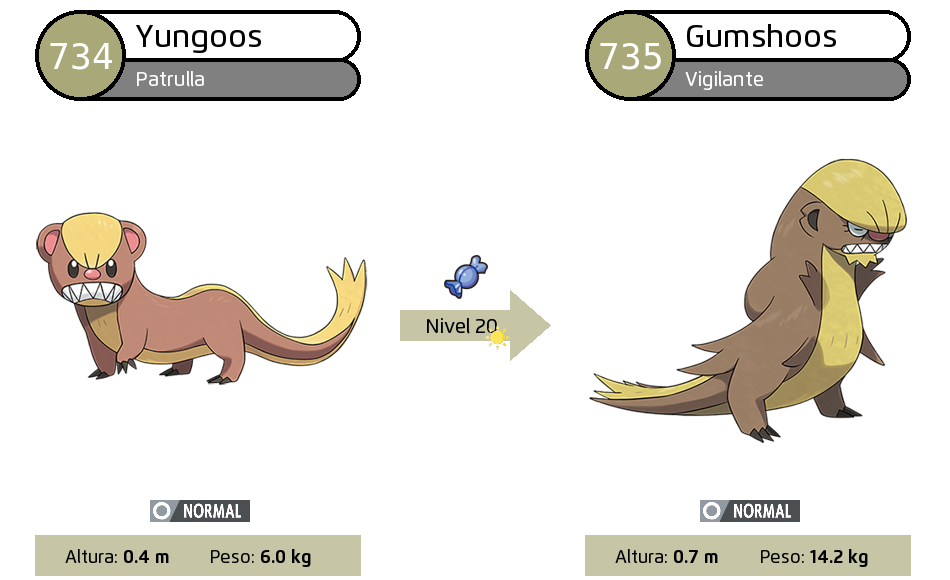 734 Yungoos
Patrulla
735 Gumshoos
Vigilante
Nivel 20
NORMAL
NORMAL
Altura: 0.4 m Peso: 6.0 kg
Altura: 0.7 m Peso: 14.2 kg